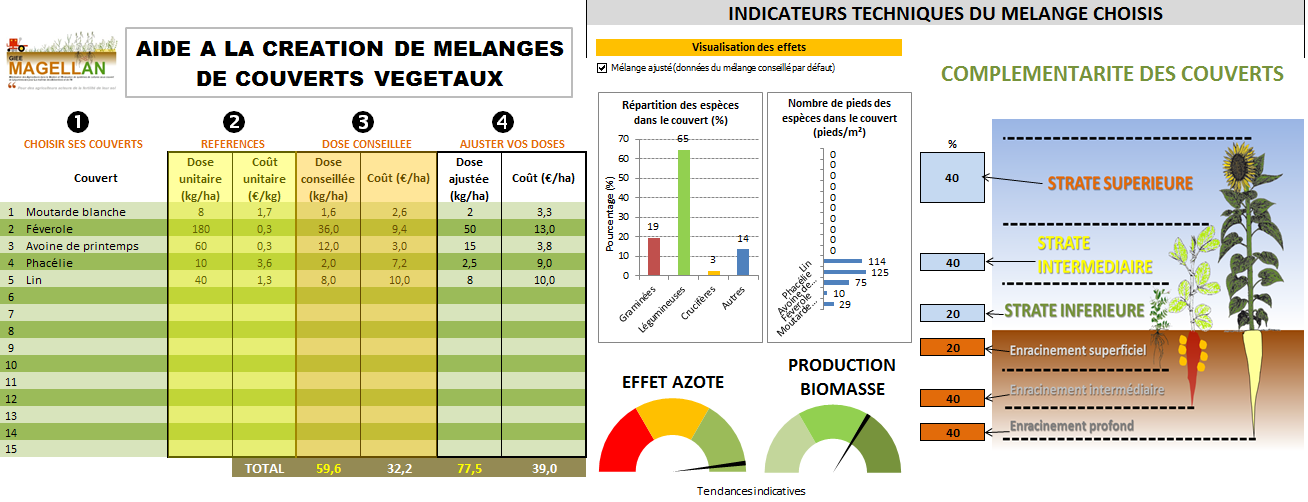 GIEE
MAGELLAN
AIDE A LA CREATION DE MELANGES
DE COUVERTS VEGETAUX
1 2 3 4
CHOISIR SES COUVERTS REFERENCES DOSE CONSEILLEE AJUSTER VOS DOSES
Couvert Dose unitaire (kg/ha) Coût unitaire (€/kg) Dose conseillée (kg/ha) Coût (€/ha) Dose ajustée (kg/ha) Coût (€/ha)
1 Moutarde blanche 8 1,7 1,6 2,6 2 3,3
2 Féverole 180 0,3 36,0 9,4 50 13,0
3 Avoine de printemps 60 0,3 12,0 3,0 15 3,8
4 Phacélie 10 3,6 2,0 7,2 2,5 9,0
5 Lin 40 1,3 8,0 10,0 8 10,0
6
7
8
9
10
11
12
13
14
15
TOTAL 59,6 32,2 77,5 39,0
INDICATEURS TECHNIQUES DU MELANGE CHOISIS
Visualisation des effets
Mélange ajusté (données du mélange conseillé par défaut)
Répartition des espèces
dans le couvert (%)
Pourcentage (%)
70
60
50
40
30
20
10
0
19 65 3 14
Graminées Légumineuses Crucifères Autres
Nombre de pieds des
espèces dans le couvert
(pieds/m²)
0
0
0
0
0
0
0
0
0
0
Lin 114
Phacélie 125
Avoine de... 75
Féverole 10
Moutarde... 29
EFFET AZOTE
PRODUCTION
BIOMASSE
Tendances indicatives
COMPLEMENTARITE DES COUVERTS
%
40 STRATE SUPERIEURE
40 STRATE
INTERMEDIAIRE
20 STRATE INFERIEURE
20 Enracinement superficiel
40 Enracinement intermédiaire
40 Enracinement profond